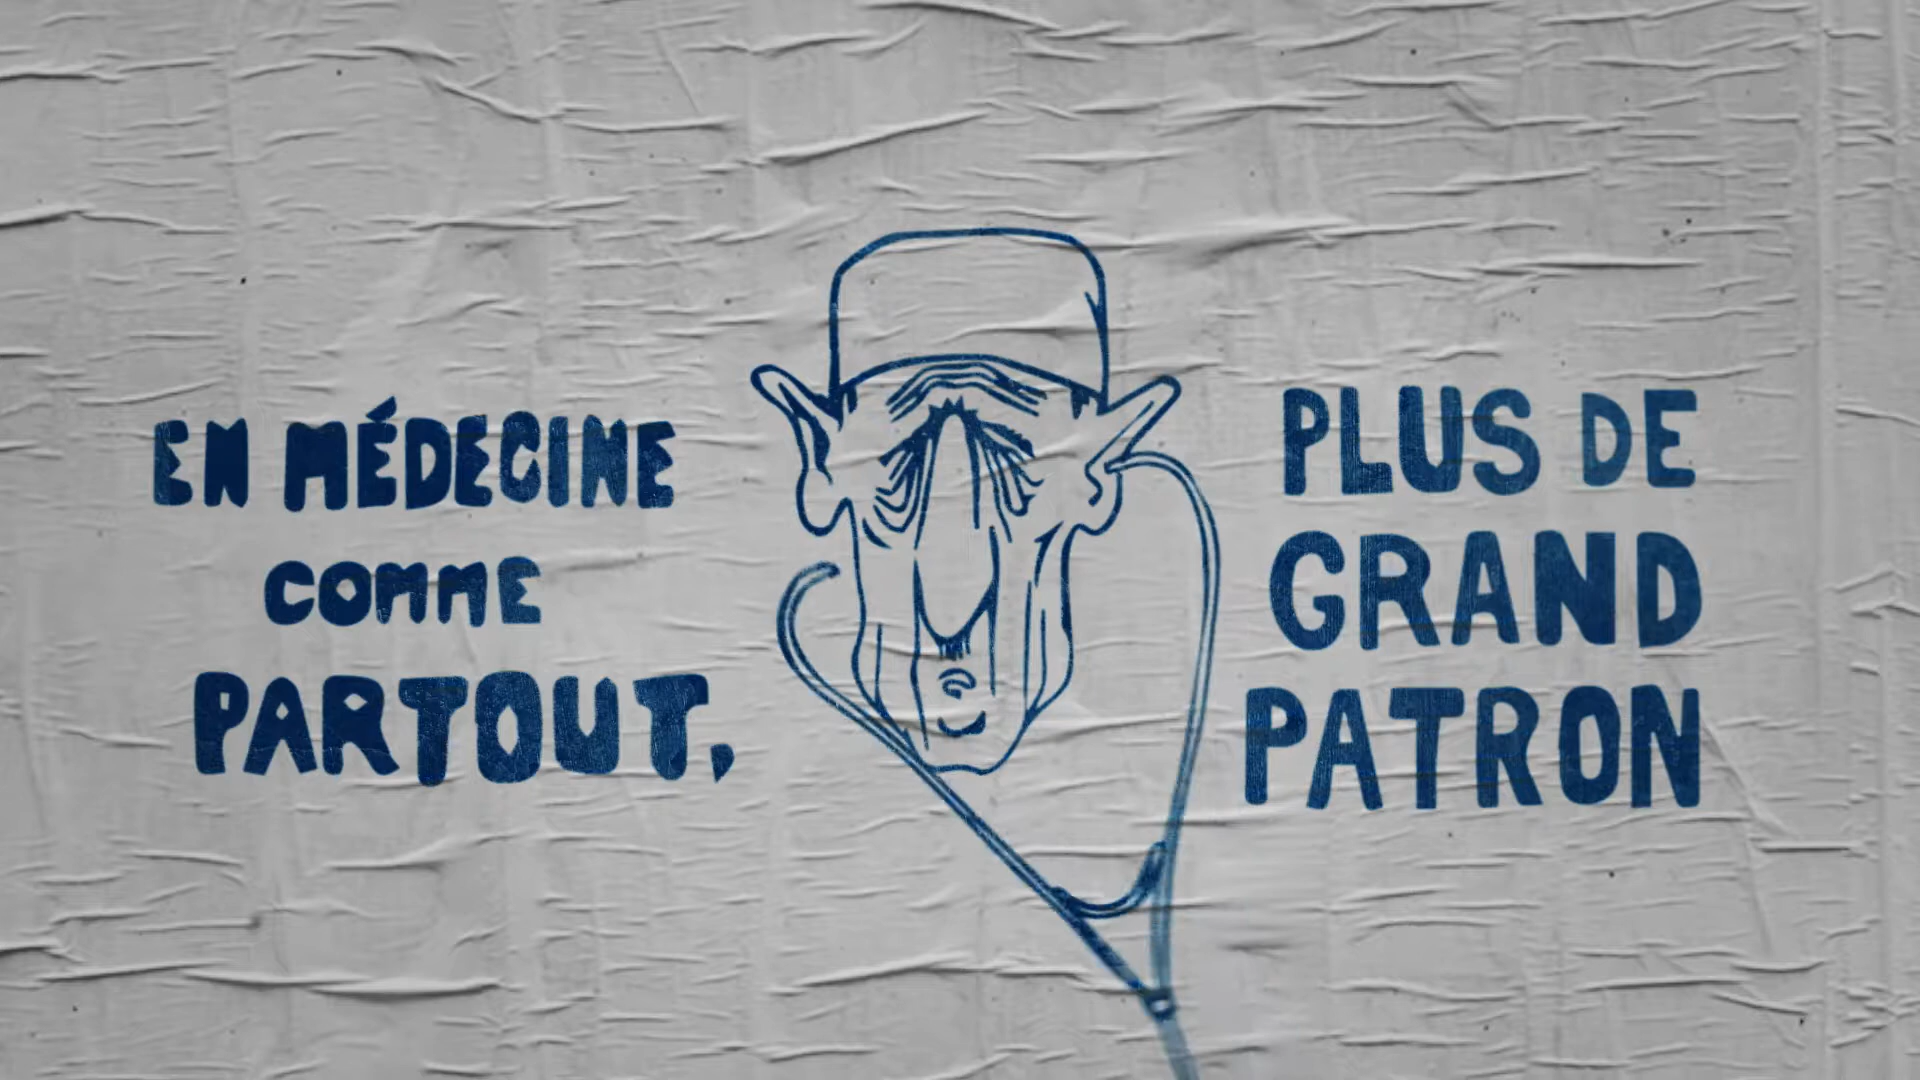 EN MÉDECINE
COMME
PARTOUT,
PLUS DE
GRAND
PATRON